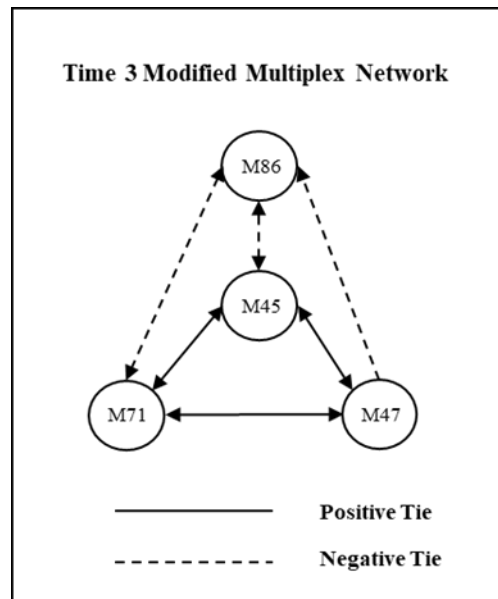 Time 3 Modified Multiplex Network
M86
M45
M71
M47
Positive Tie
Negative Tie